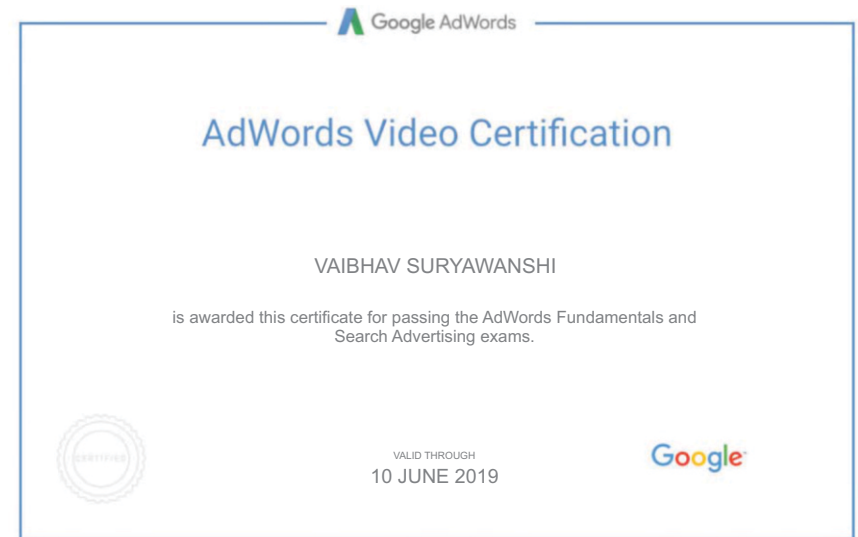 Google AdWords
AdWords Video Certification
VAIBHAV SURYAWANSHI
is awarded this certificate for passing the AdWords Fundamentals and
Search Advertising exams.
CERTIFIED
VALID THROUGH
10 JUNE 2019
Google